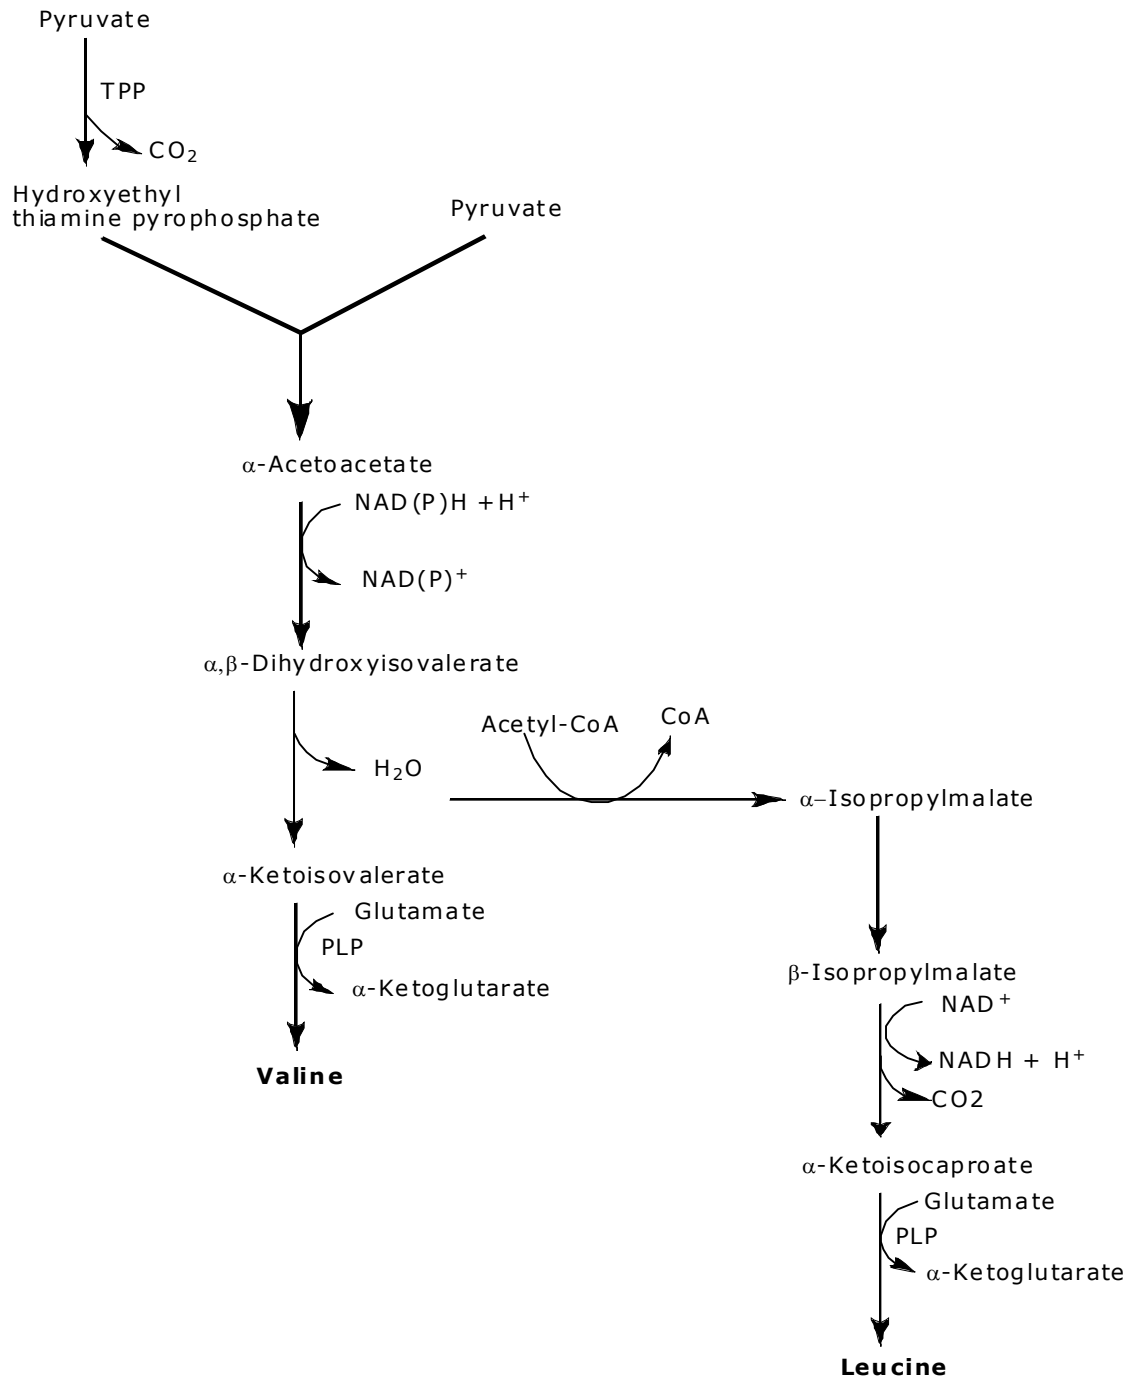 Pyruvate
TPP
CO₂
Hydroxyethyl
thiamine pyrophosphate
Pyruvate
α-Acetoacetate
NAD(P)H +H⁺
NAD(P)⁺
α,β-Dihydroxyisovalerate
Acetyl-CoA
CoA
H₂O
α–Isopropylmalate
α-Ketoisovalerate
Glutamate
PLP
α-Ketoglutarate
Valine
β-Isopropylmalate
NAD⁺
NADH + H⁺
CO2
α-Ketoisocaproate
Glutamate
PLP
α-Ketoglutarate
Leucine